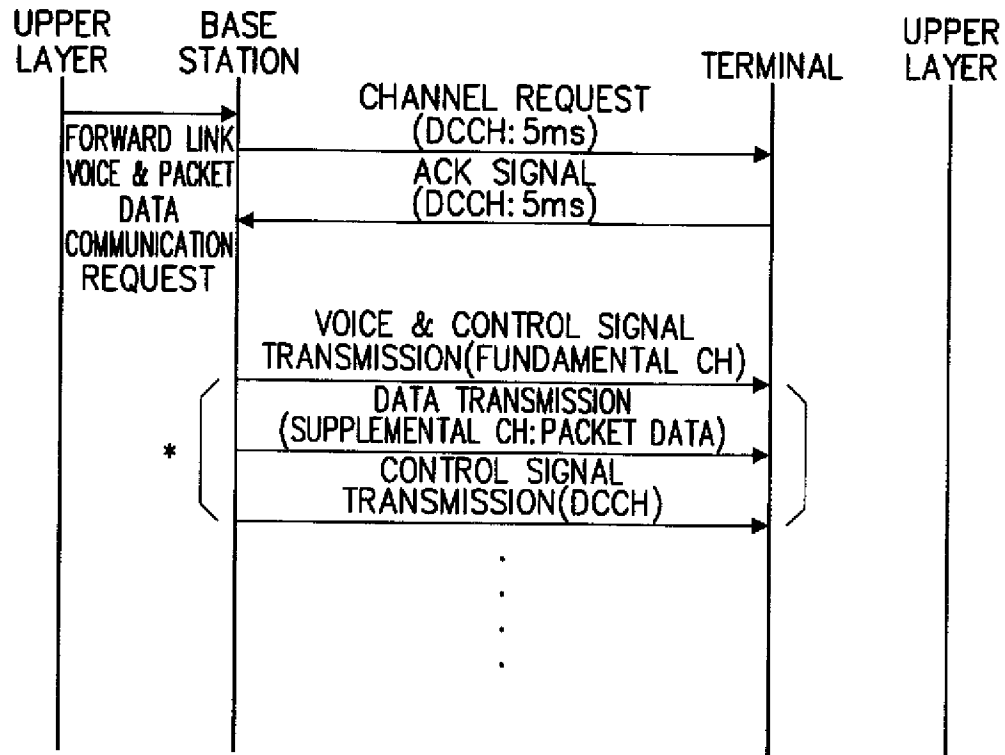 UPPER
LAYER
BASE
STATION
TERMINAL
UPPER
LAYER
FORWARD LINK
VOICE & PACKET
DATA
COMMUNICATION
REQUEST
CHANNEL REQUEST
(DCCH: 5ms)
ACK SIGNAL
(DCCH: 5ms)
VOICE & CONTROL SIGNAL
TRANSMISSION(FUNDAMENTAL CH)
DATA TRANSMISSION
(SUPPLEMENTAL CH: PACKET DATA)
*
CONTROL SIGNAL
TRANSMISSION(DCCH)